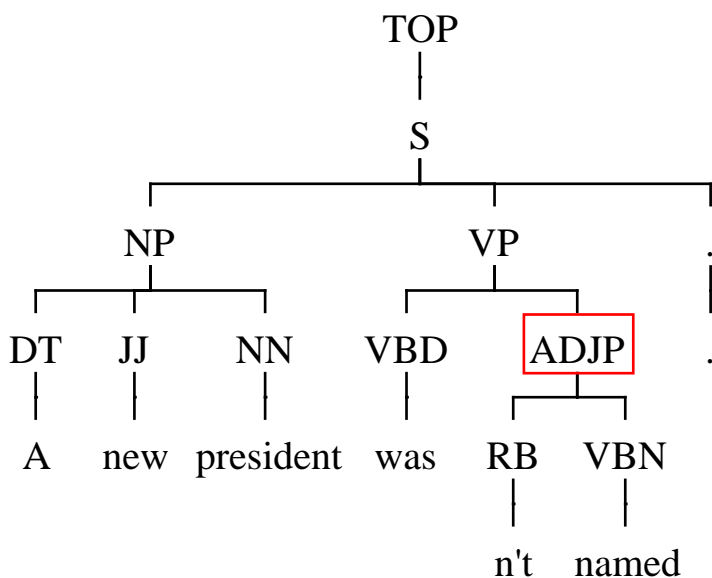 TOP
S
NP VP .
DT JJ NN VBD ADJP .
A new president was RB VBN
n't named